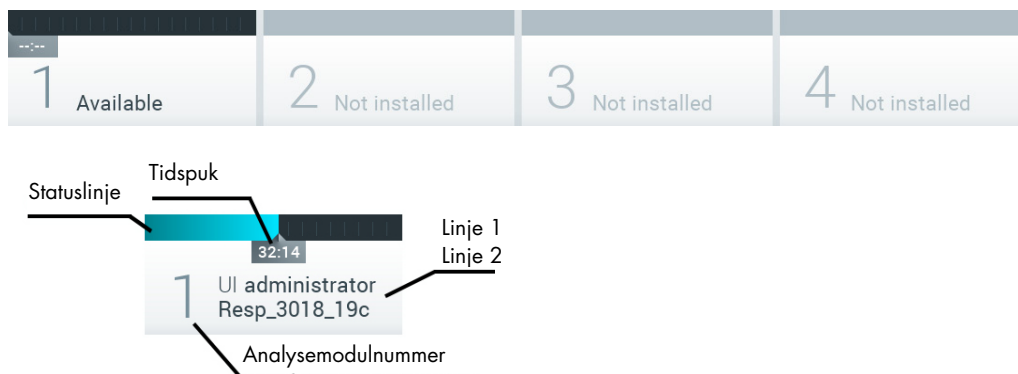 --:--
1 Available
2 Not installed
3 Not installed
4 Not installed
Tidspuk
Statuslinje
Linje 1
32:14
Linje 2
1 UI administrator
Resp_3018_19c
Analysemodulnummer